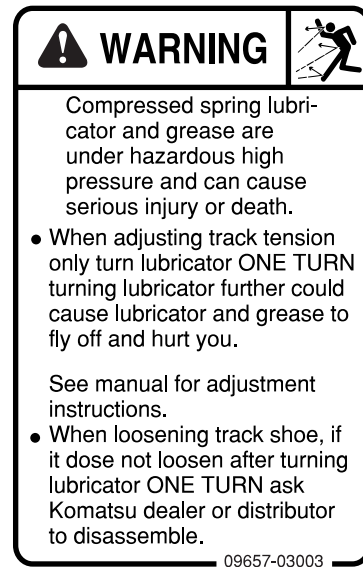 WARNING
Compressed spring lubri-
cator and grease are
under hazardous high
pressure and can cause
serious injury or death.
• When adjusting track tension
only turn lubricator ONE TURN
turning lubricator further could
cause lubricator and grease to
fly off and hurt you.
See manual for adjustment
instructions.
• When loosening track shoe, if
it dose not loosen after turning
lubricator ONE TURN ask
Komatsu dealer or distributor
to disassemble.
09657-03003